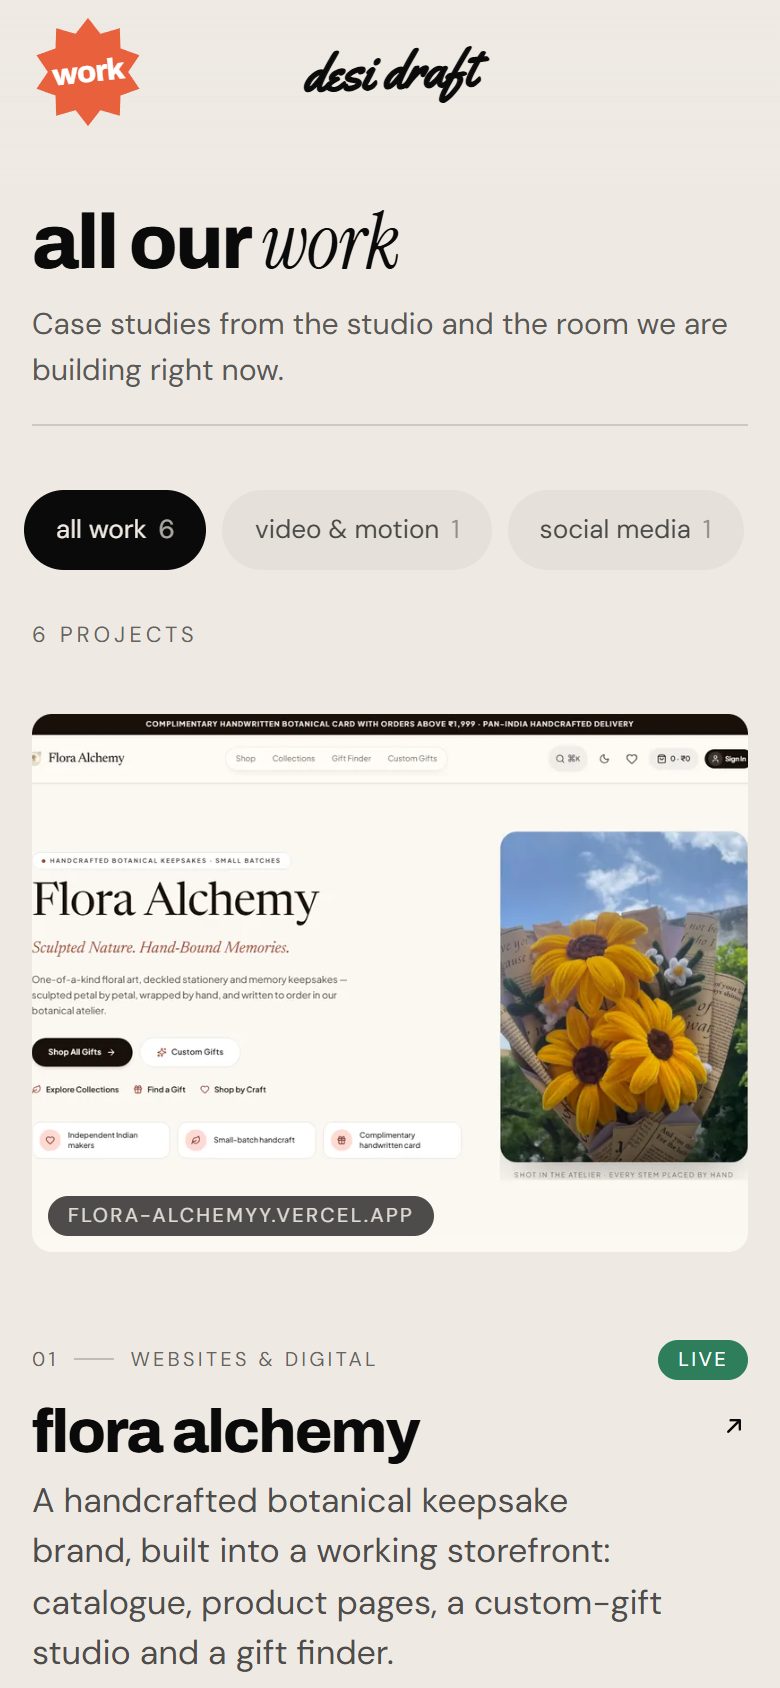 work
desi draft
all our work
Case studies from the studio and the room we are
building right now.
all work 6
video & motion 1
social media 1
6 PROJECTS
COMPLIMENTARY HANDWRITTEN BOTANICAL CARD WITH ORDERS ABOVE ₹1,999 · PAN-INDIA HANDCRAFTED DELIVERY
Flora Alchemy
Shop Collections Gift Finder Custom Gifts
⌘K
0 · ₹0
Sign In
HANDCRAFTED BOTANICAL KEEPSAKES · SMALL BATCHES
Flora Alchemy
Sculpted Nature. Hand-Bound Memories.
One-of-a-kind floral art, deckled stationery and memory keepsakes —
sculpted petal by petal, wrapped by hand, and written to order in our
botanical atelier.
Shop All Gifts →
Custom Gifts
Explore Collections Find a Gift Shop by Craft
Independent Indian
makers
Small-batch handcraft
Complimentary
handwritten card
SHOT IN THE ATELIER · EVERY STEM PLACED BY HAND
FLORA-ALCHEMYY.VERCEL.APP
01 — WEBSITES & DIGITAL
LIVE
flora alchemy
A handcrafted botanical keepsake
brand, built into a working storefront:
catalogue, product pages, a custom-gift
studio and a gift finder.